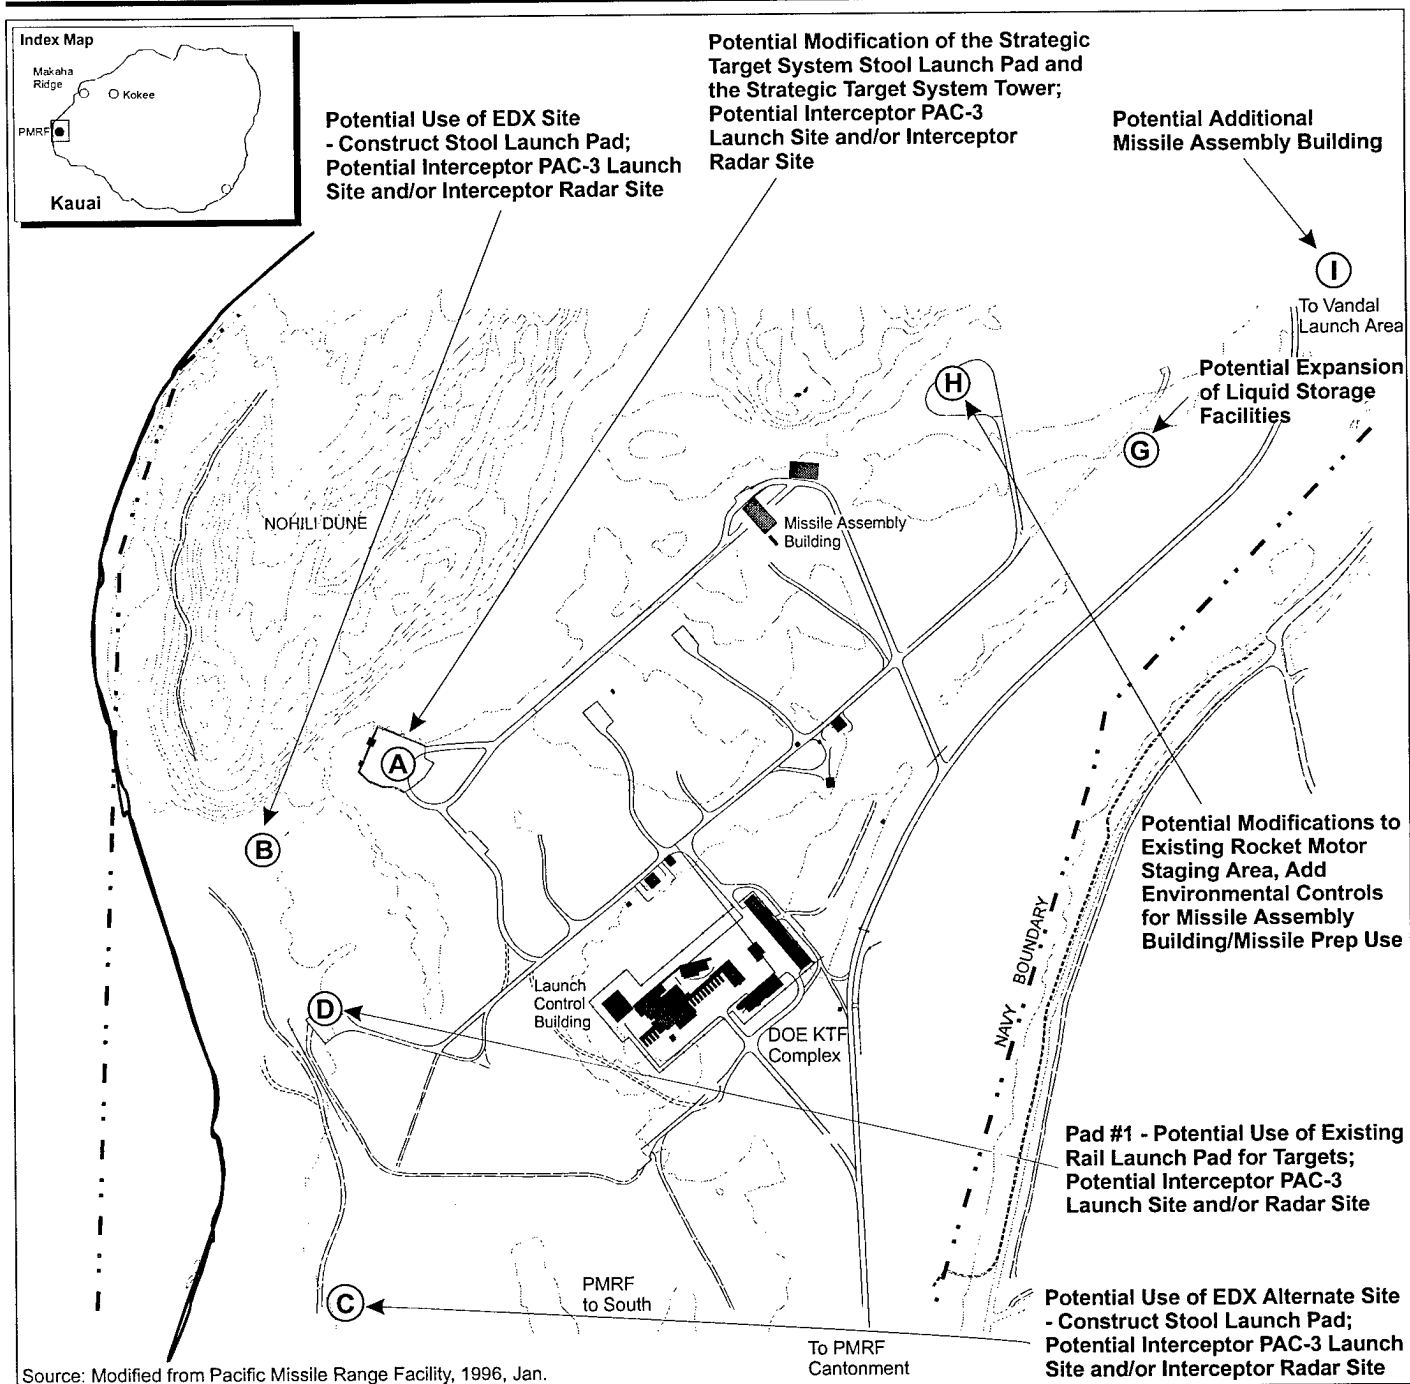 Index Map
Makaha
Ridge
Kokee
PMRF
Kauai
Potential Use of EDX Site
- Construct Stool Launch Pad;
Potential Interceptor PAC-3 Launch
Site and/or Interceptor Radar Site
Potential Modification of the Strategic
Target System Stool Launch Pad and
the Strategic Target System Tower;
Potential Interceptor PAC-3
Launch Site and/or Interceptor
Radar Site
Potential Additional
Missile Assembly Building
I
To Vandal
Launch Area
Potential Expansion
of Liquid Storage
Facilities
H
G
NOHILI DUNE
Missile Assembly
Building
A
B
Potential Modifications to
Existing Rocket Motor
Staging Area, Add
Environmental Controls
for Missile Assembly
Building/Missile Prep Use
NAVY BOUNDARY
Launch
Control
Building
D
DOE KTF
Complex
Pad #1 - Potential Use of Existing
Rail Launch Pad for Targets;
Potential Interceptor PAC-3
Launch Site and/or Radar Site
C
PMRF
to South
Potential Use of EDX Alternate Site
- Construct Stool Launch Pad;
Potential Interceptor PAC-3 Launch
Site and/or Interceptor Radar Site
To PMRF
Cantonment
Source: Modified from Pacific Missile Range Facility, 1996, Jan.